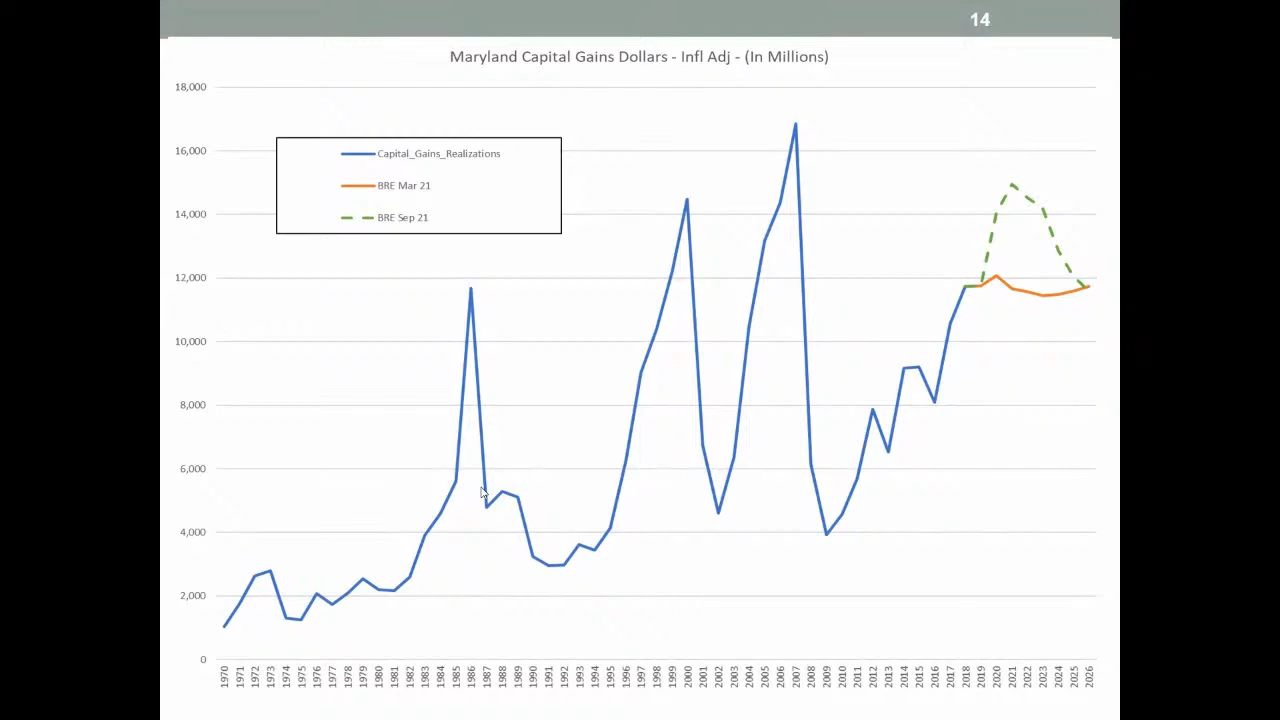 14
Maryland Capital Gains Dollars - Infl Adj - (In Millions)
18,000
16,000
14,000
12,000
10,000
8,000
6,000
4,000
2,000
0
Capital_Gains_Realizations
BRE Mar 21
BRE Sep 21
1970 1971 1972 1973 1974 1975 1976 1977 1978 1979 1980 1981 1982 1983 1984 1985 1986 1987 1988 1989 1990 1991 1992 1993 1994 1995 1996 1997 1998 1999 2000 2001 2002 2003 2004 2005 2006 2007 2008 2009 2010 2011 2012 2013 2014 2015 2016 2017 2018 2019 2020 2021 2022 2023 2024 2025 2026